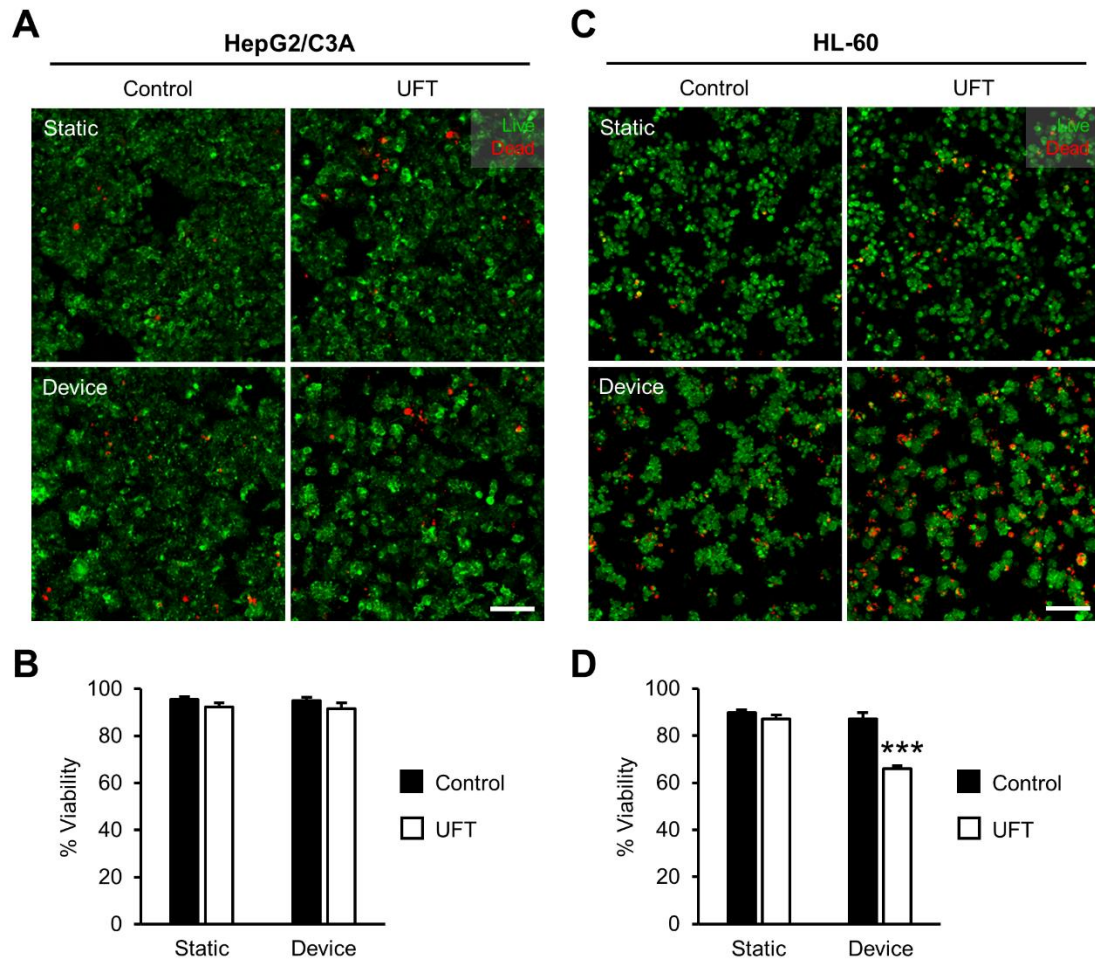 A
HepG2/C3A
Control UFT
Static
Live
Dead
Device
B
100
80
60
40
20
0
% Viability
Static Device
Control
UFT
C
HL-60
Control UFT
Static
Live
Dead
Device
D
100
80
60
40
20
0
% Viability
***
Static Device
Control
UFT